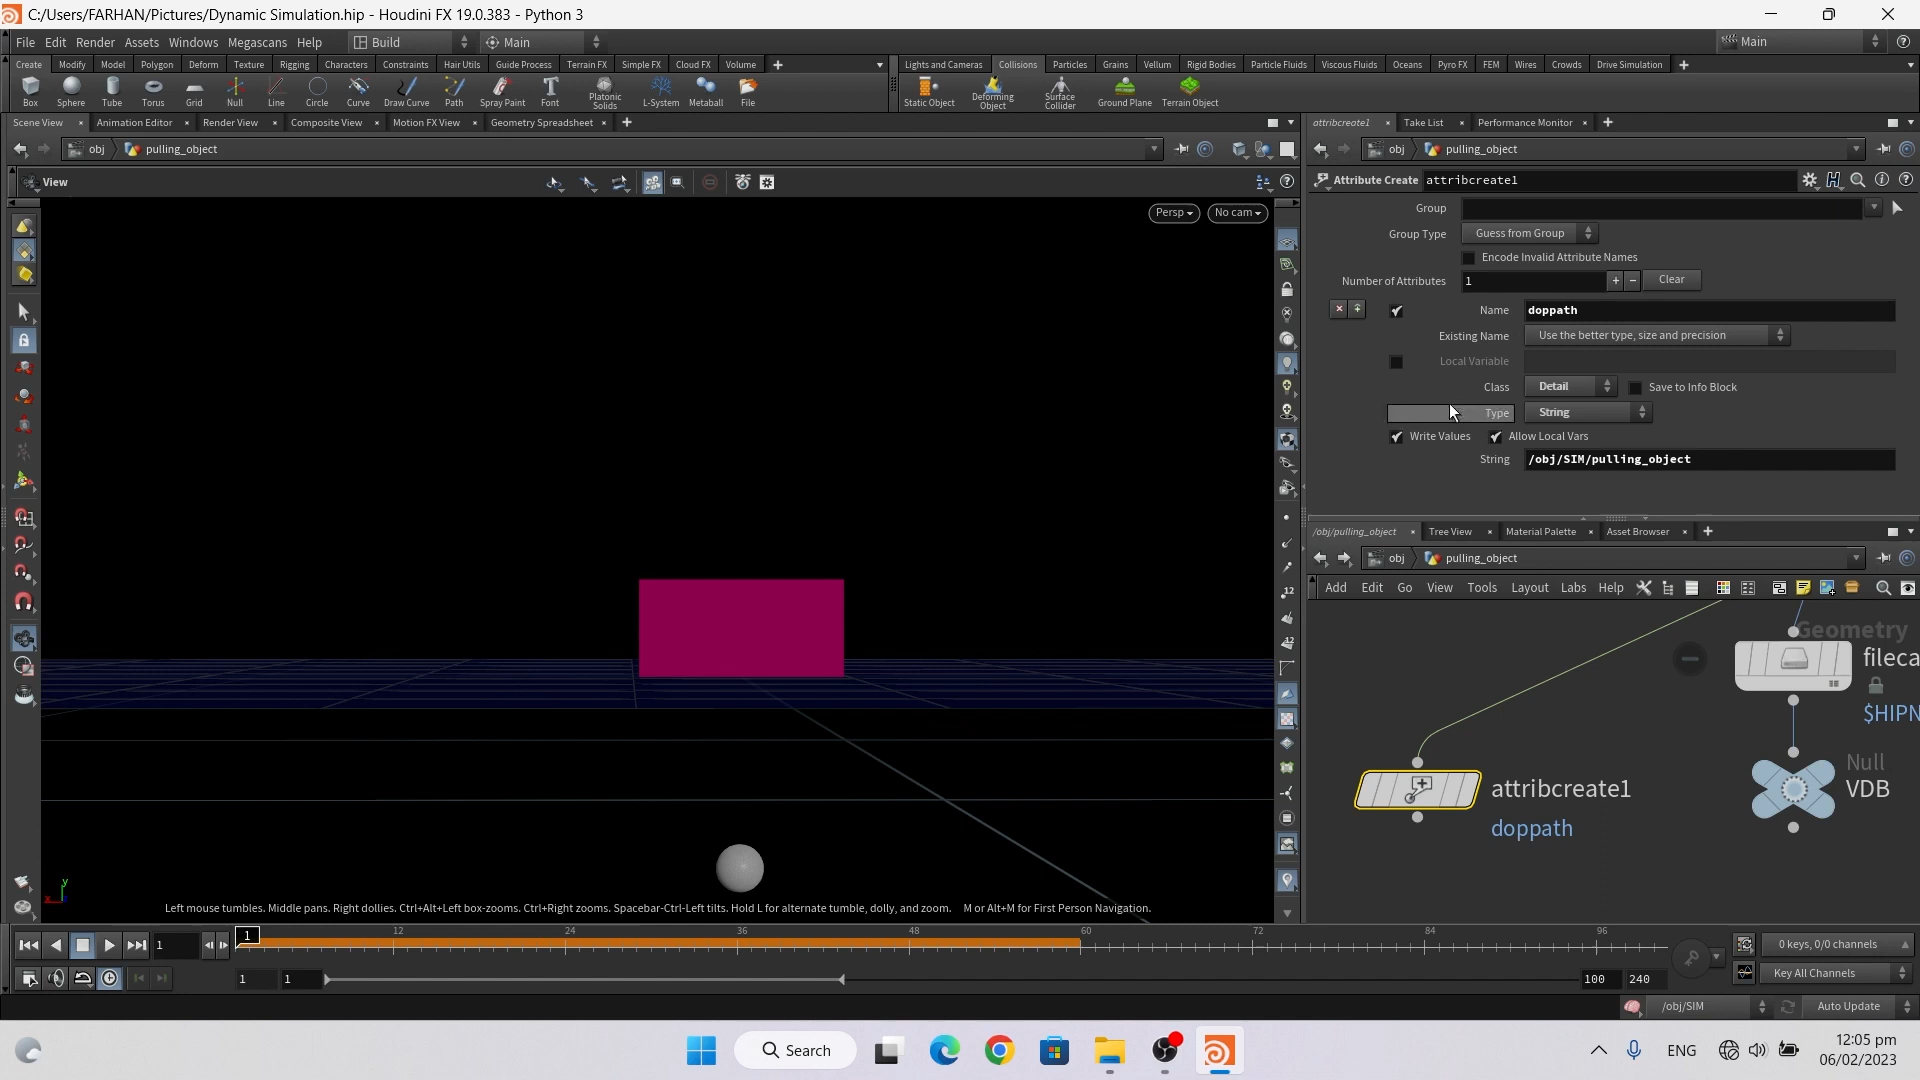 C:/Users/FARHAN/Pictures/Dynamic Simulation.hip - Houdini FX 19.0.383 - Python 3
File Edit Render Assets Windows Megascans Help Build Main Main
Create Modify Model Polygon Deform Texture Rigging Characters Constraints Hair Utils Guide Process Terrain FX Simple FX Cloud FX Volume
Lights and Cameras Collisions Particles Grains Vellum Rigid Bodies Particle Fluids Viscous Fluids Oceans Pyro FX FEM Wires Crowds Drive Simulation
Box Sphere Tube Torus Grid Null Line Circle Curve Draw Curve Path Spray Paint Font Platonic Solids L-System Metaball File
Static Object Deforming Object Surface Collider Ground Plane Terrain Object
Scene View Animation Editor Render View Composite View Motion FX View Geometry Spreadsheet
attribcreate1 Take List Performance Monitor
obj pulling_object
obj pulling_object
View
Persp No cam
Attribute Create attribcreate1
Group
Group Type Guess from Group
Encode Invalid Attribute Names
Number of Attributes 1 Clear
Name doppath
Existing Name Use the better type, size and precision
Local Variable
Class Detail Save to Info Block
Type String
Write Values Allow Local Vars
String /obj/SIM/pulling_object
/obj/pulling_object Tree View Material Palette Asset Browser
obj pulling_object
Add Edit Go View Tools Layout Labs Help
Geometry
fileca
$HIPN
Null
VDB
attribcreate1
doppath
Left mouse tumbles. Middle pans. Right dollies. Ctrl+Alt+Left box-zooms. Ctrl+Right zooms. Spacebar-Ctrl-Left tilts. Hold L for alternate tumble, dolly, and zoom. M or Alt+M for First Person Navigation.
1 1 12 24 36 48 60 72 84 96
0 keys, 0/0 channels
1 1 100 240 Key All Channels
/obj/SIM Auto Update
Search
ENG
12:05 pm
06/02/2023